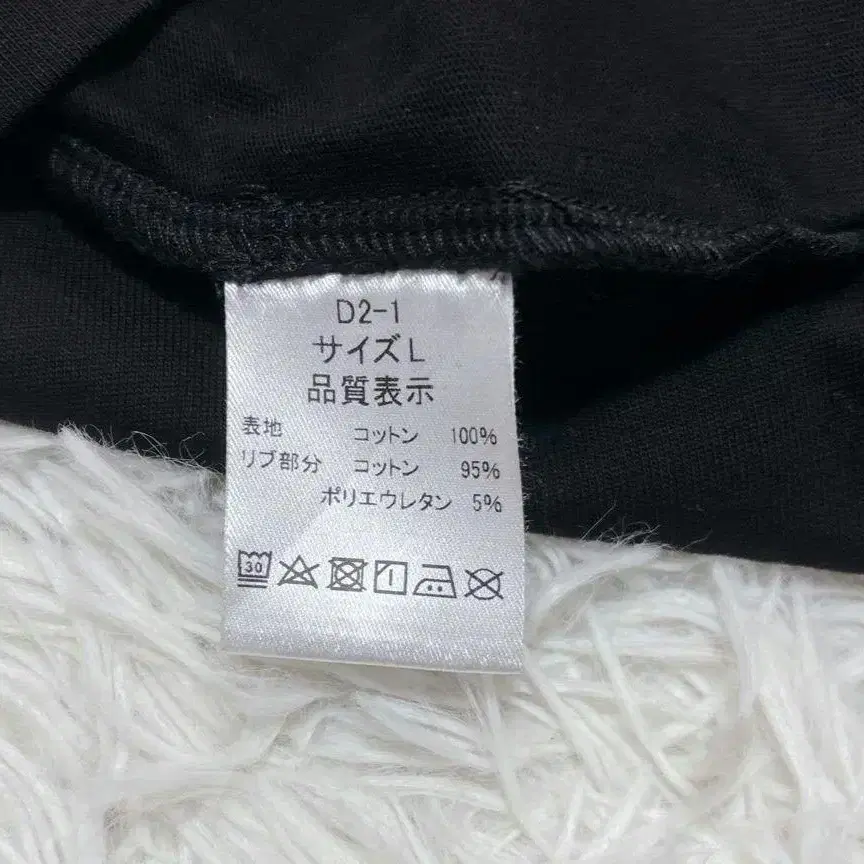 D2-1
サイズL
品質表示
表地 コットン 100%
リブ部分 コットン 95%
ポリエウレタン 5%
30